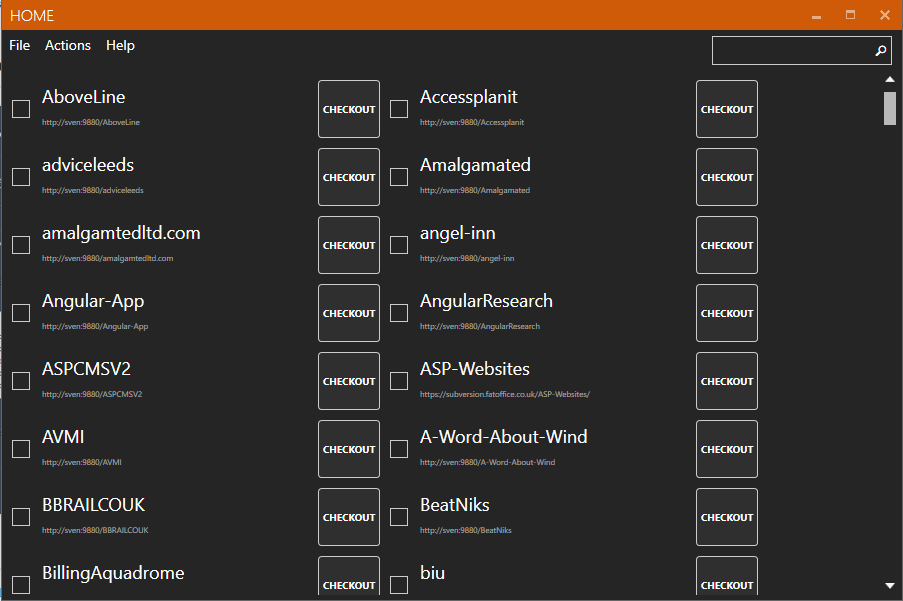 HOME
File Actions Help
AboveLine
http://sven:9880/AboveLine
CHECKOUT
Accessplanit
http://sven:9880/Accessplanit
CHECKOUT
adviceleeds
http://sven:9880/adviceleeds
CHECKOUT
Amalgamated
http://sven:9880/Amalgamated
CHECKOUT
amalgamtedltd.com
http://sven:9880/amalgamtedltd.com
CHECKOUT
angel-inn
http://sven:9880/angel-inn
CHECKOUT
Angular-App
http://sven:9880/Angular-App
CHECKOUT
AngularResearch
http://sven:9880/AngularResearch
CHECKOUT
ASPCMSV2
http://sven:9880/ASPCMSV2
CHECKOUT
ASP-Websites
https://subversion.fatoffice.co.uk/ASP-Websites/
CHECKOUT
AVMI
http://sven:9880/AVMI
CHECKOUT
A-Word-About-Wind
http://sven:9880/A-Word-About-Wind
CHECKOUT
BBRAILCOUK
http://sven:9880/BBRAILCOUK
CHECKOUT
BeatNiks
http://sven:9880/BeatNiks
CHECKOUT
BillingAquadrome
CHECKOUT
biu
CHECKOUT